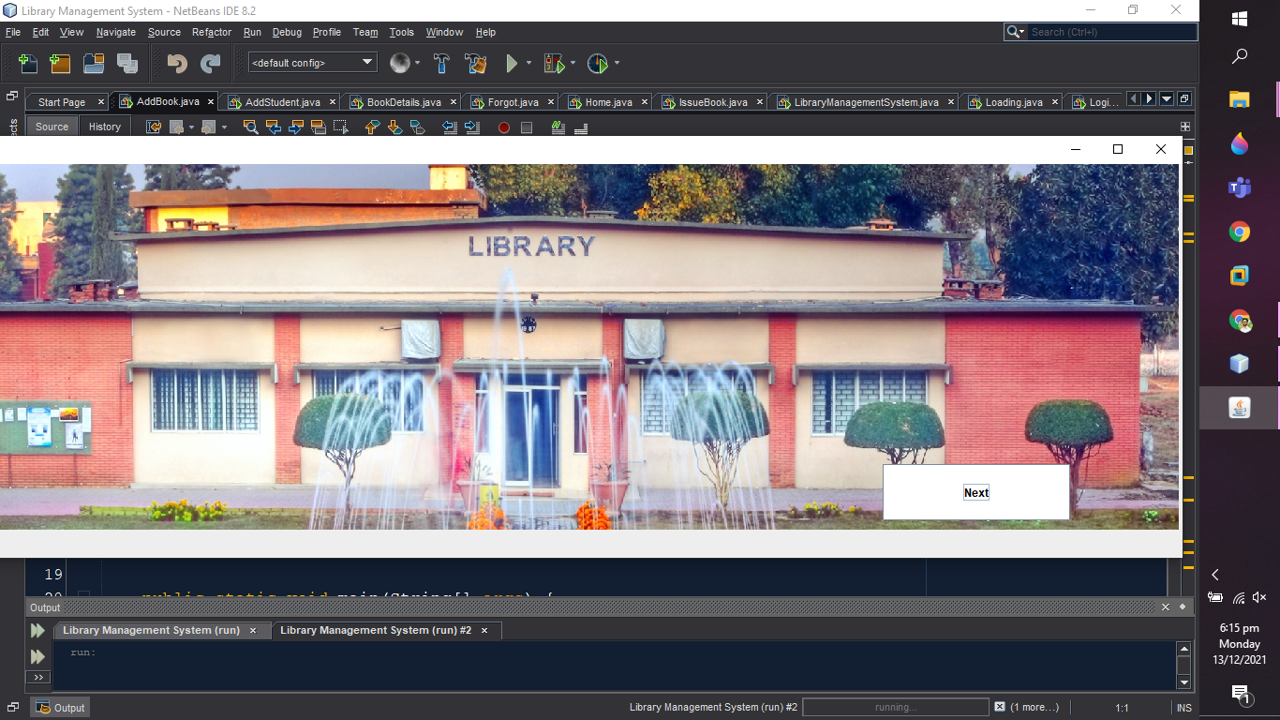 Library Management System - NetBeans IDE 8.2
File Edit View Navigate Source Refactor Run Debug Profile Team Tools Window Help
Search (Ctrl+I)
<default config>
Start Page AddBook.java AddStudent.java BookDetails.java Forgot.java Home.java IssueBook.java LibraryManagementSystem.java Loading.java Logi...
Source History
LIBRARY
Next
19
Output
Library Management System (run) Library Management System (run) #2
run:
Output
Library Management System (run) #2 running... (1 more...) 1:1 INS
6:15 pm
Monday
13/12/2021
1